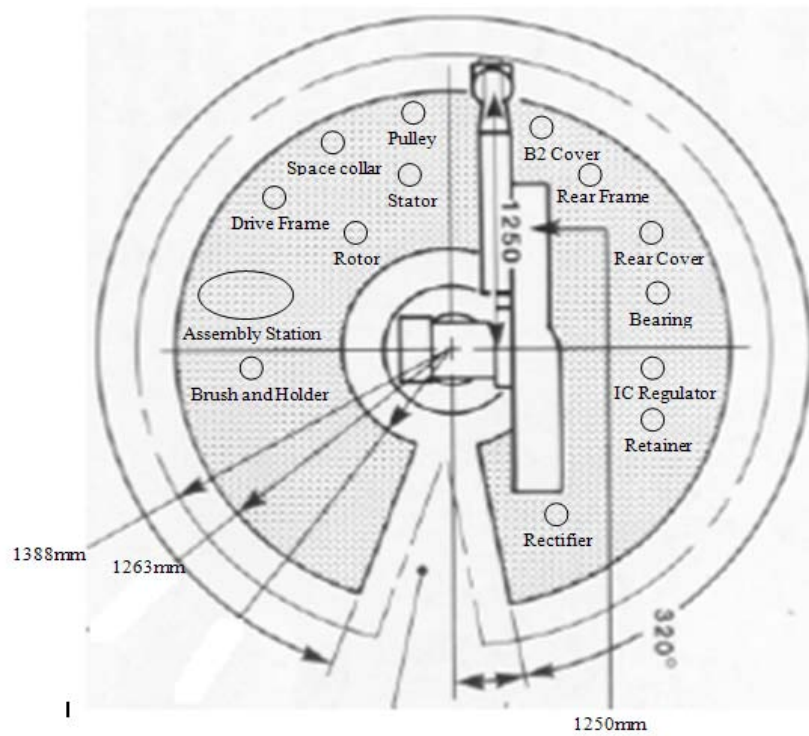 Pulley
B2 Cover
Space collar
Stator
Rear Frame
Drive Frame
1250
Rotor
Rear Cover
Bearing
Assembly Station
Brush and Holder
IC Regulator
Retainer
Rectifier
1388mm
1263mm
320°
1250mm